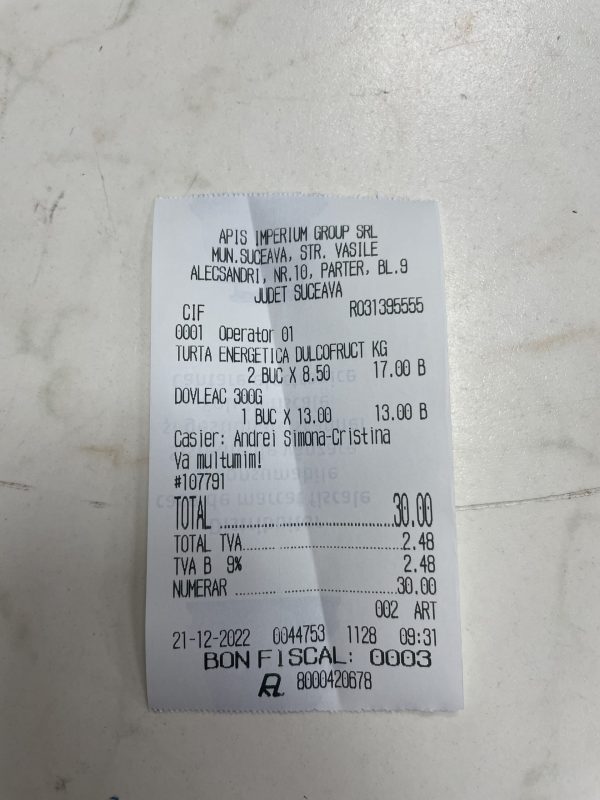 APIS IMPERIUM GROUP SRL
MUN.SUCEAVA, STR. VASILE
ALECSANDRI, NR.10, PARTER, BL.9
JUDET SUCEAVA
CIF RO31395555
0001 Operator 01
TURTA ENERGETICA DULCOFRUCT KG
2 BUC X 8.50 17.00 B
DOVLEAC 300G
1 BUC X 13.00 13.00 B
Casier: Andrei Simona-Cristina
Va multumim!
#107791
TOTAL ........................... 30.00
TOTAL TVA........................... 2.48
TVA B 9% 2.48
NUMERAR ........................... 30.00
002 ART
21-12-2022 0044753 1128 09:31
BON FISCAL: 0003
8000420678